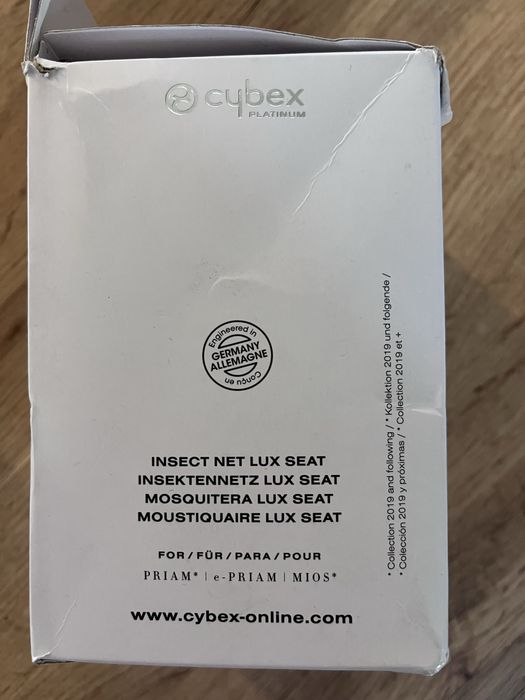 cybex
PLATINUM
Engineered in
GERMANY
ALLEMAGNE
Conçu en
INSECT NET LUX SEAT
INSEKTENNETZ LUX SEAT
MOSQUITERA LUX SEAT
MOUSTIQUAIRE LUX SEAT
FOR / FÜR / PARA / POUR
PRIAM* | e-PRIAM | MIOS*
www.cybex-online.com
* Collection 2019 and following / * Kollektion 2019 und folgende /
* Colección 2019 y próximas / * Collection 2019 et +